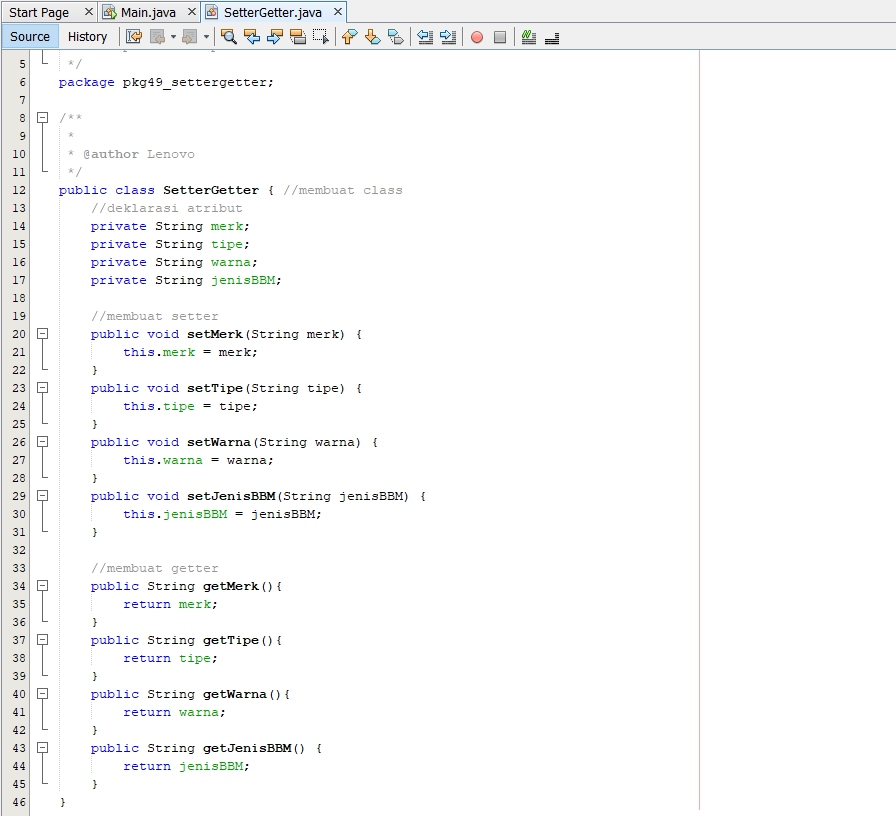 Start Page
Main.java
SetterGetter.java
Source History
5 */
6 package pkg49_settergetter;
7
8 /**
9 *
10 * @author Lenovo
11 */
12 public class SetterGetter { //membuat class
13 //deklarasi atribut
14 private String merk;
15 private String tipe;
16 private String warna;
17 private String jenisBBM;
18
19 //membuat setter
20 public void setMerk(String merk) {
21 this.merk = merk;
22 }
23 public void setTipe(String tipe) {
24 this.tipe = tipe;
25 }
26 public void setWarna(String warna) {
27 this.warna = warna;
28 }
29 public void setJenisBBM(String jenisBBM) {
30 this.jenisBBM = jenisBBM;
31 }
32
33 //membuat getter
34 public String getMerk(){
35 return merk;
36 }
37 public String getTipe(){
38 return tipe;
39 }
40 public String getWarna(){
41 return warna;
42 }
43 public String getJenisBBM() {
44 return jenisBBM;
45 }
46 }